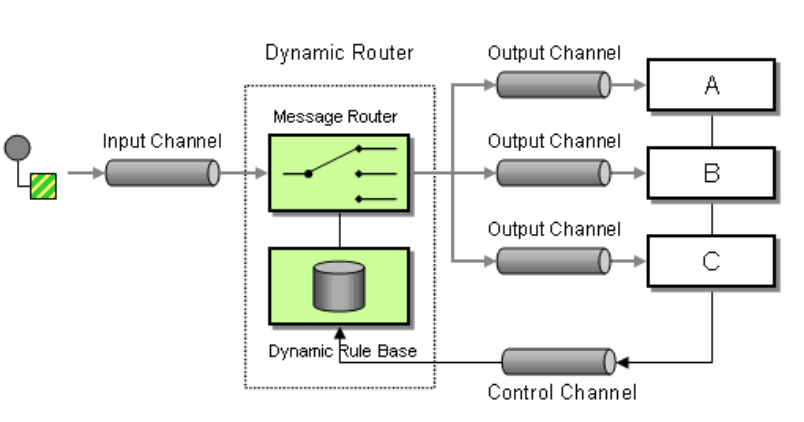 Dynamic Router
Output Channel
A
Message Router
Input Channel
Output Channel
B
Output Channel
C
Dynamic Rule Base
Control Channel